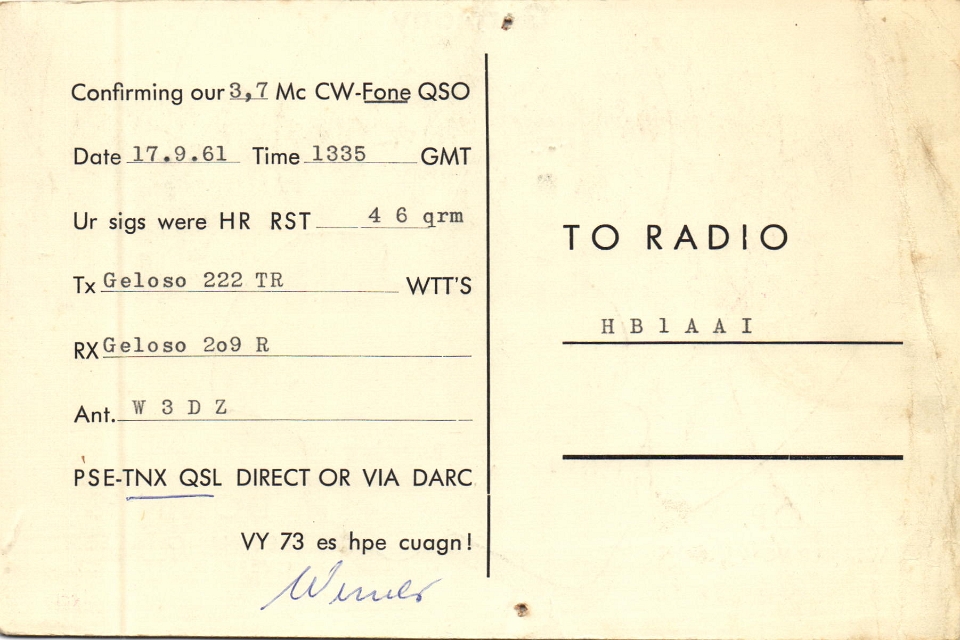 Confirming our 3,7 Mc CW-Fone QSO
Date 17.9.61 Time 1335 GMT
Ur sigs were HR RST 4 6 qrm
Tx Geloso 222 TR WTT'S
RX Geloso 2o9 R
Ant. W 3 D Z
PSE-TNX QSL DIRECT OR VIA DARC
VY 73 es hpe cuagn!
Werner
TO RADIO
H B 1 A A I